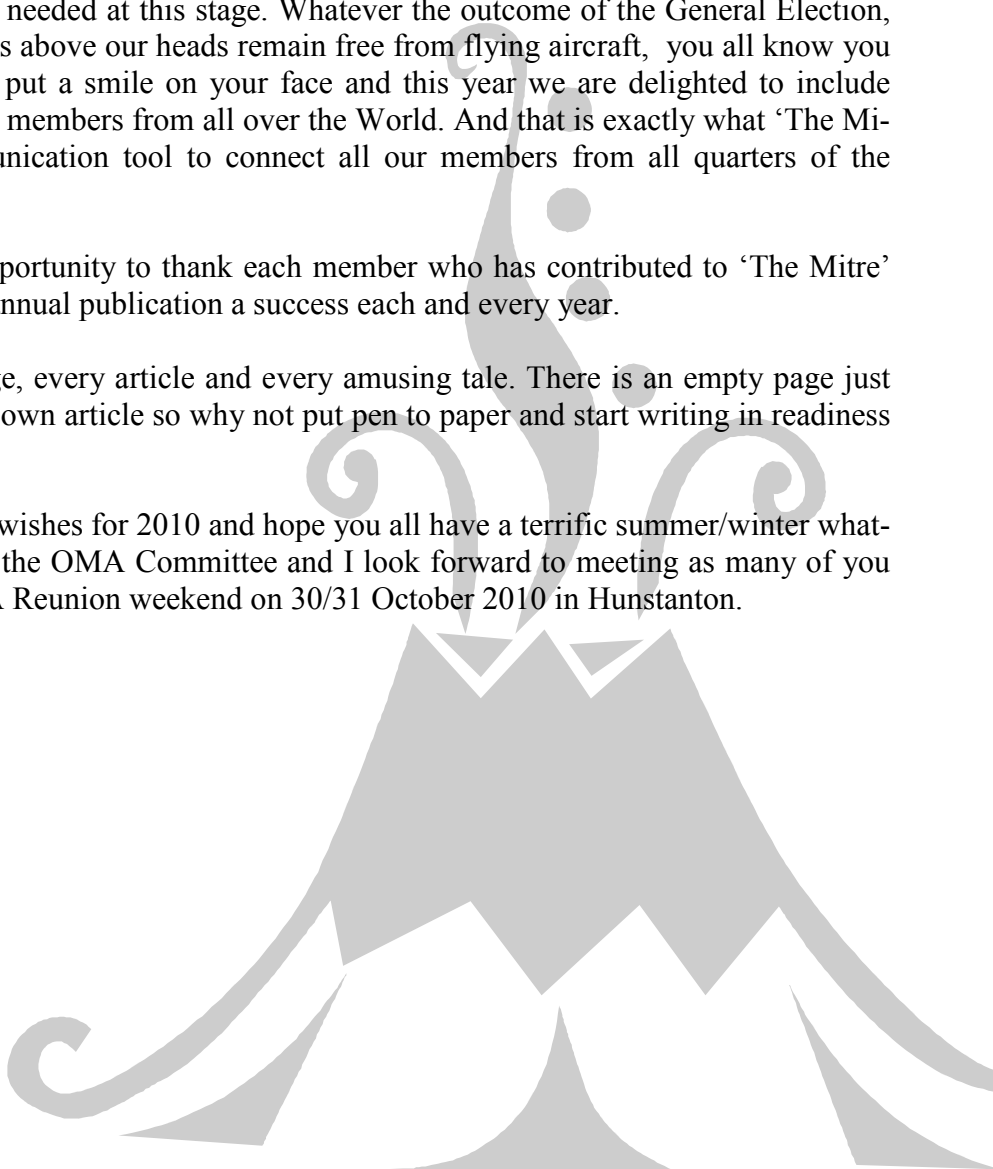 needed at this stage. Whatever the outcome of the General Election,
s above our heads remain free from flying aircraft, you all know you
put a smile on your face and this year we are delighted to include
members from all over the World. And that is exactly what ‘The Mi-
unication tool to connect all our members from all quarters of the
portunity to thank each member who has contributed to ‘The Mitre’
nnual publication a success each and every year.
ge, every article and every amusing tale. There is an empty page just
own article so why not put pen to paper and start writing in readiness
wishes for 2010 and hope you all have a terrific summer/winter what-
the OMA Committee and I look forward to meeting as many of you
A Reunion weekend on 30/31 October 2010 in Hunstanton.